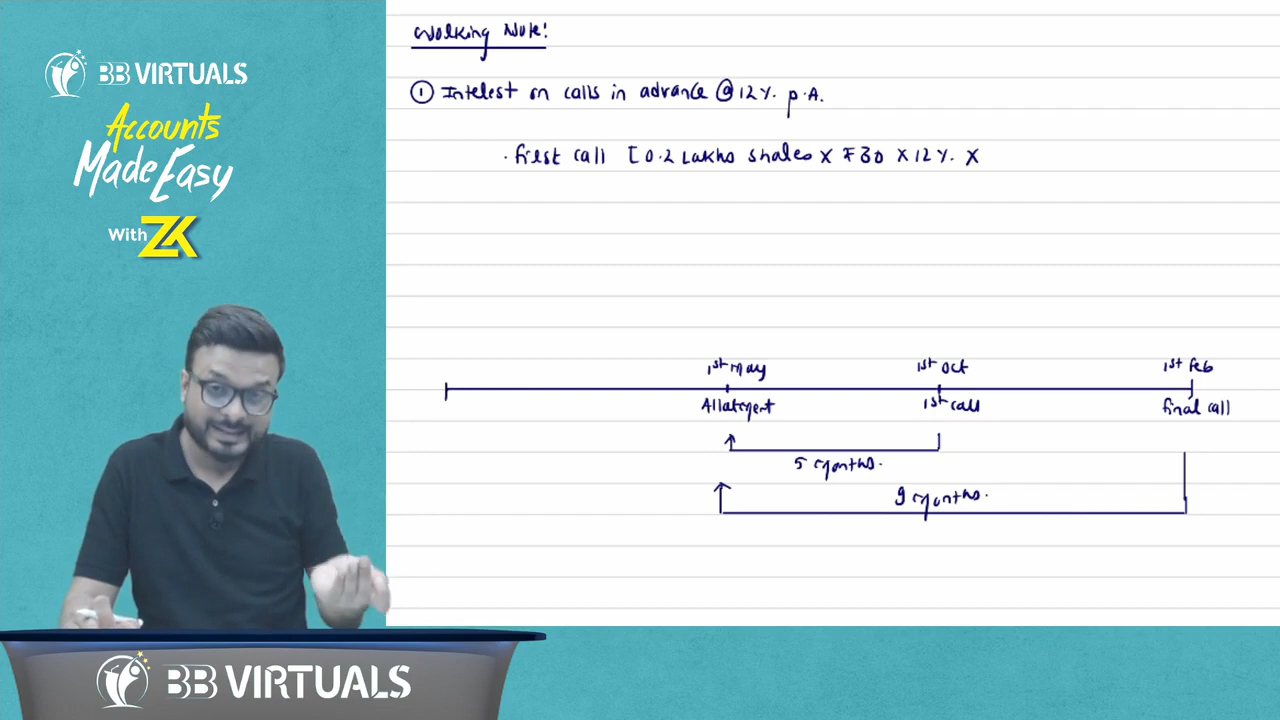 BB VIRTUALS
Accounts
Made Easy
With ZK
Working Note:
① Interest on calls in advance @ 12%. p.A.
. first call [0.2 Lakhs shares x ₹30 x 12%. x
1st May
1st Oct
1st Feb
Allotment
1st call
final call
5 months.
9 months.
BB VIRTUALS